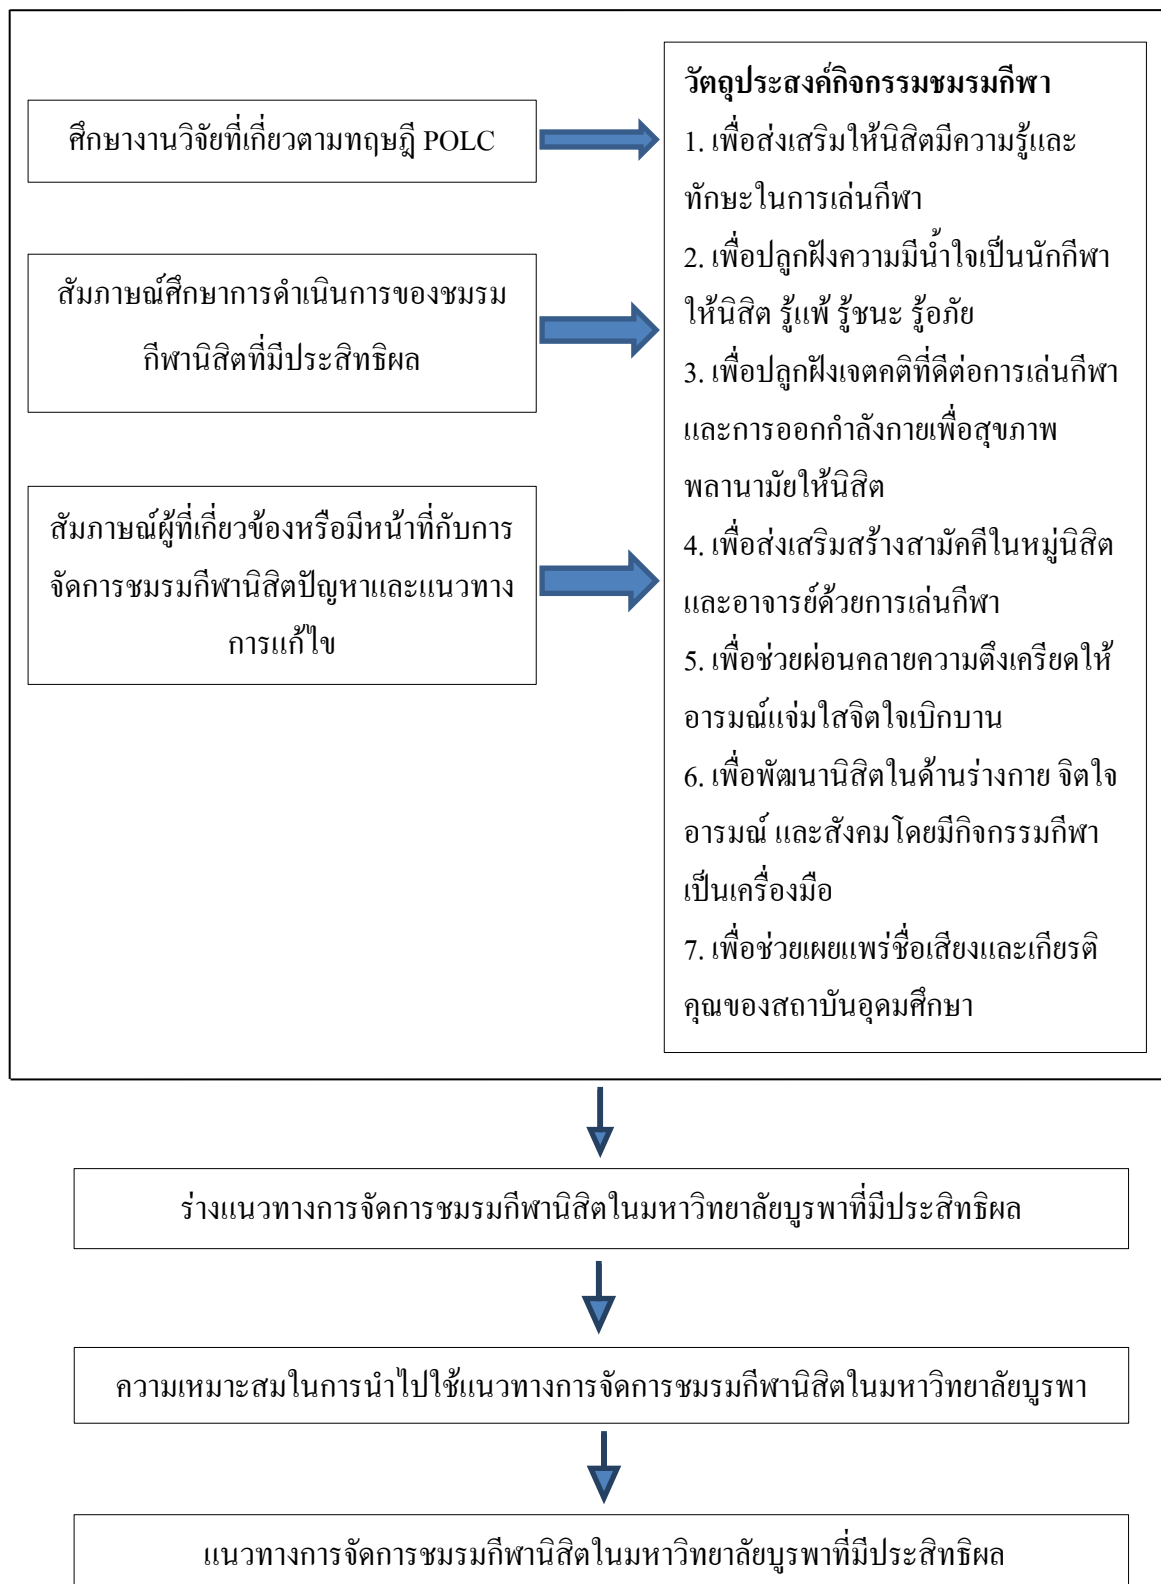 ศึกษางานวิจัยที่เกี่ยวตามทฤษฎี POLC
สัมภาษณ์ศึกษาการดำเนินการของชมรม
กีฬานิสิตที่มีประสิทธิผล
สัมภาษณ์ผู้ที่เกี่ยวข้องหรือมีหน้าที่กับการ
จัดการชมรมกีฬานิสิตปัญหาและแนวทาง
การแก้ไข
วัตถุประสงค์กิจกรรมชมรมกีฬา
1. เพื่อส่งเสริมให้นิสิตมีความรู้และ
ทักษะในการเล่นกีฬา
2. เพื่อปลูกฝังความมีน้ำใจเป็นนักกีฬา
ให้นิสิต รู้แพ้ รู้ชนะ รู้อภัย
3. เพื่อปลูกฝังเจตคติที่ดีต่อการเล่นกีฬา
และการออกกำลังกายเพื่อสุขภาพ
พลานามัยให้นิสิต
4. เพื่อส่งเสริมสร้างสามัคคีในหมู่นิสิต
และอาจารย์ด้วยการเล่นกีฬา
5. เพื่อช่วยผ่อนคลายความตึงเครียดให้
อารมณ์แจ่มใสจิตใจเบิกบาน
6. เพื่อพัฒนานิสิตในด้านร่างกาย จิตใจ
อารมณ์ และสังคมโดยมีกิจกรรมกีฬา
เป็นเครื่องมือ
7. เพื่อช่วยเผยแพร่ชื่อเสียงและเกียรติ
คุณของสถาบันอุดมศึกษา
ร่างแนวทางการจัดการชมรมกีฬานิสิตในมหาวิทยาลัยบูรพาที่มีประสิทธิผล
ความเหมาะสมในการนำไปใช้แนวทางการจัดการชมรมกีฬานิสิตในมหาวิทยาลัยบูรพา
แนวทางการจัดการชมรมกีฬานิสิตในมหาวิทยาลัยบูรพาที่มีประสิทธิผล